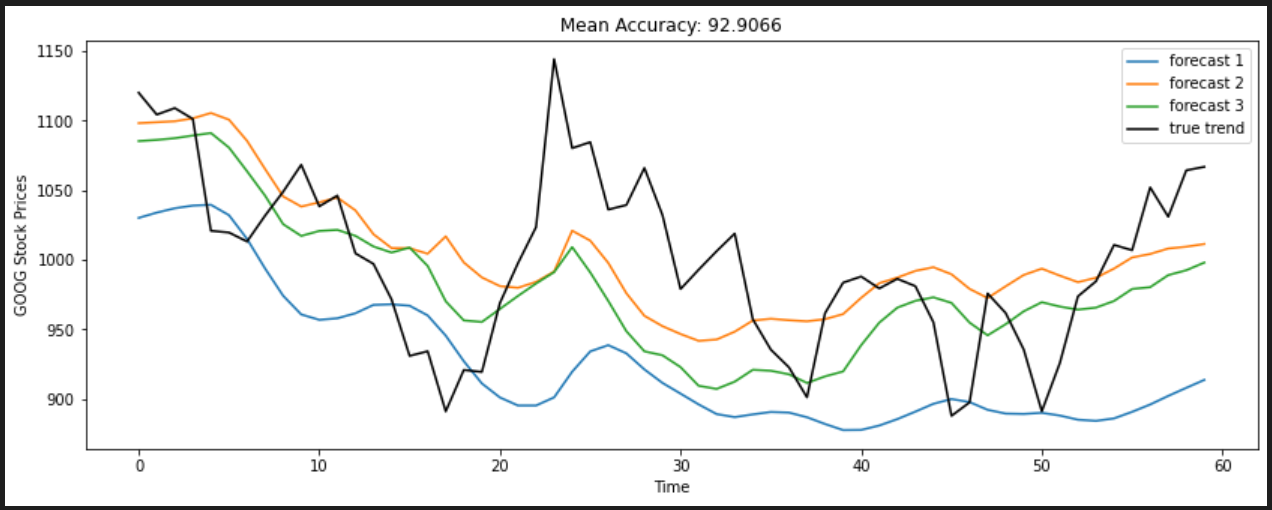 Mean Accuracy: 92.9066
1150
1100
1050
1000
950
900
GOOG Stock Prices
forecast 1
forecast 2
forecast 3
true trend
0 10 20 30 40 50 60
Time